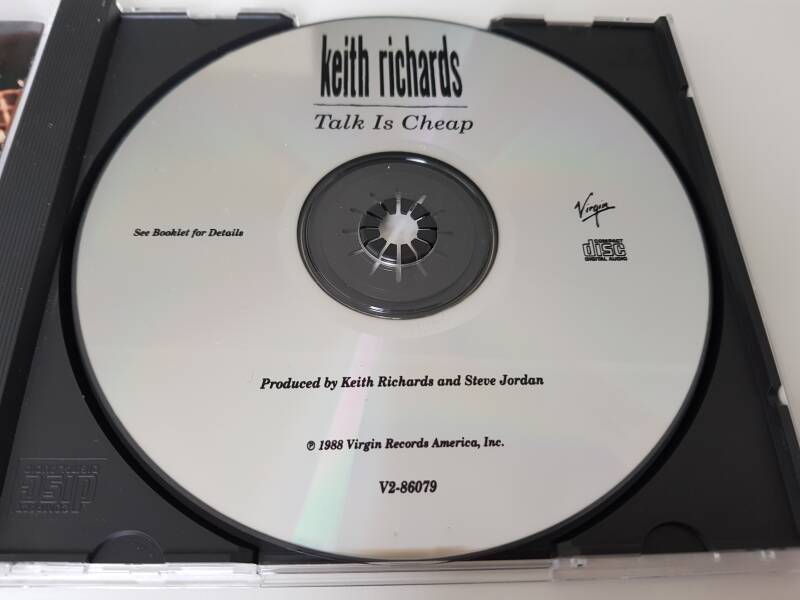 keith richards
Talk Is Cheap
See Booklet for Details
Virgin
COMPACT
disc
DIGITAL AUDIO
Produced by Keith Richards and Steve Jordan
℗ 1988 Virgin Records America, Inc.
V2-86079